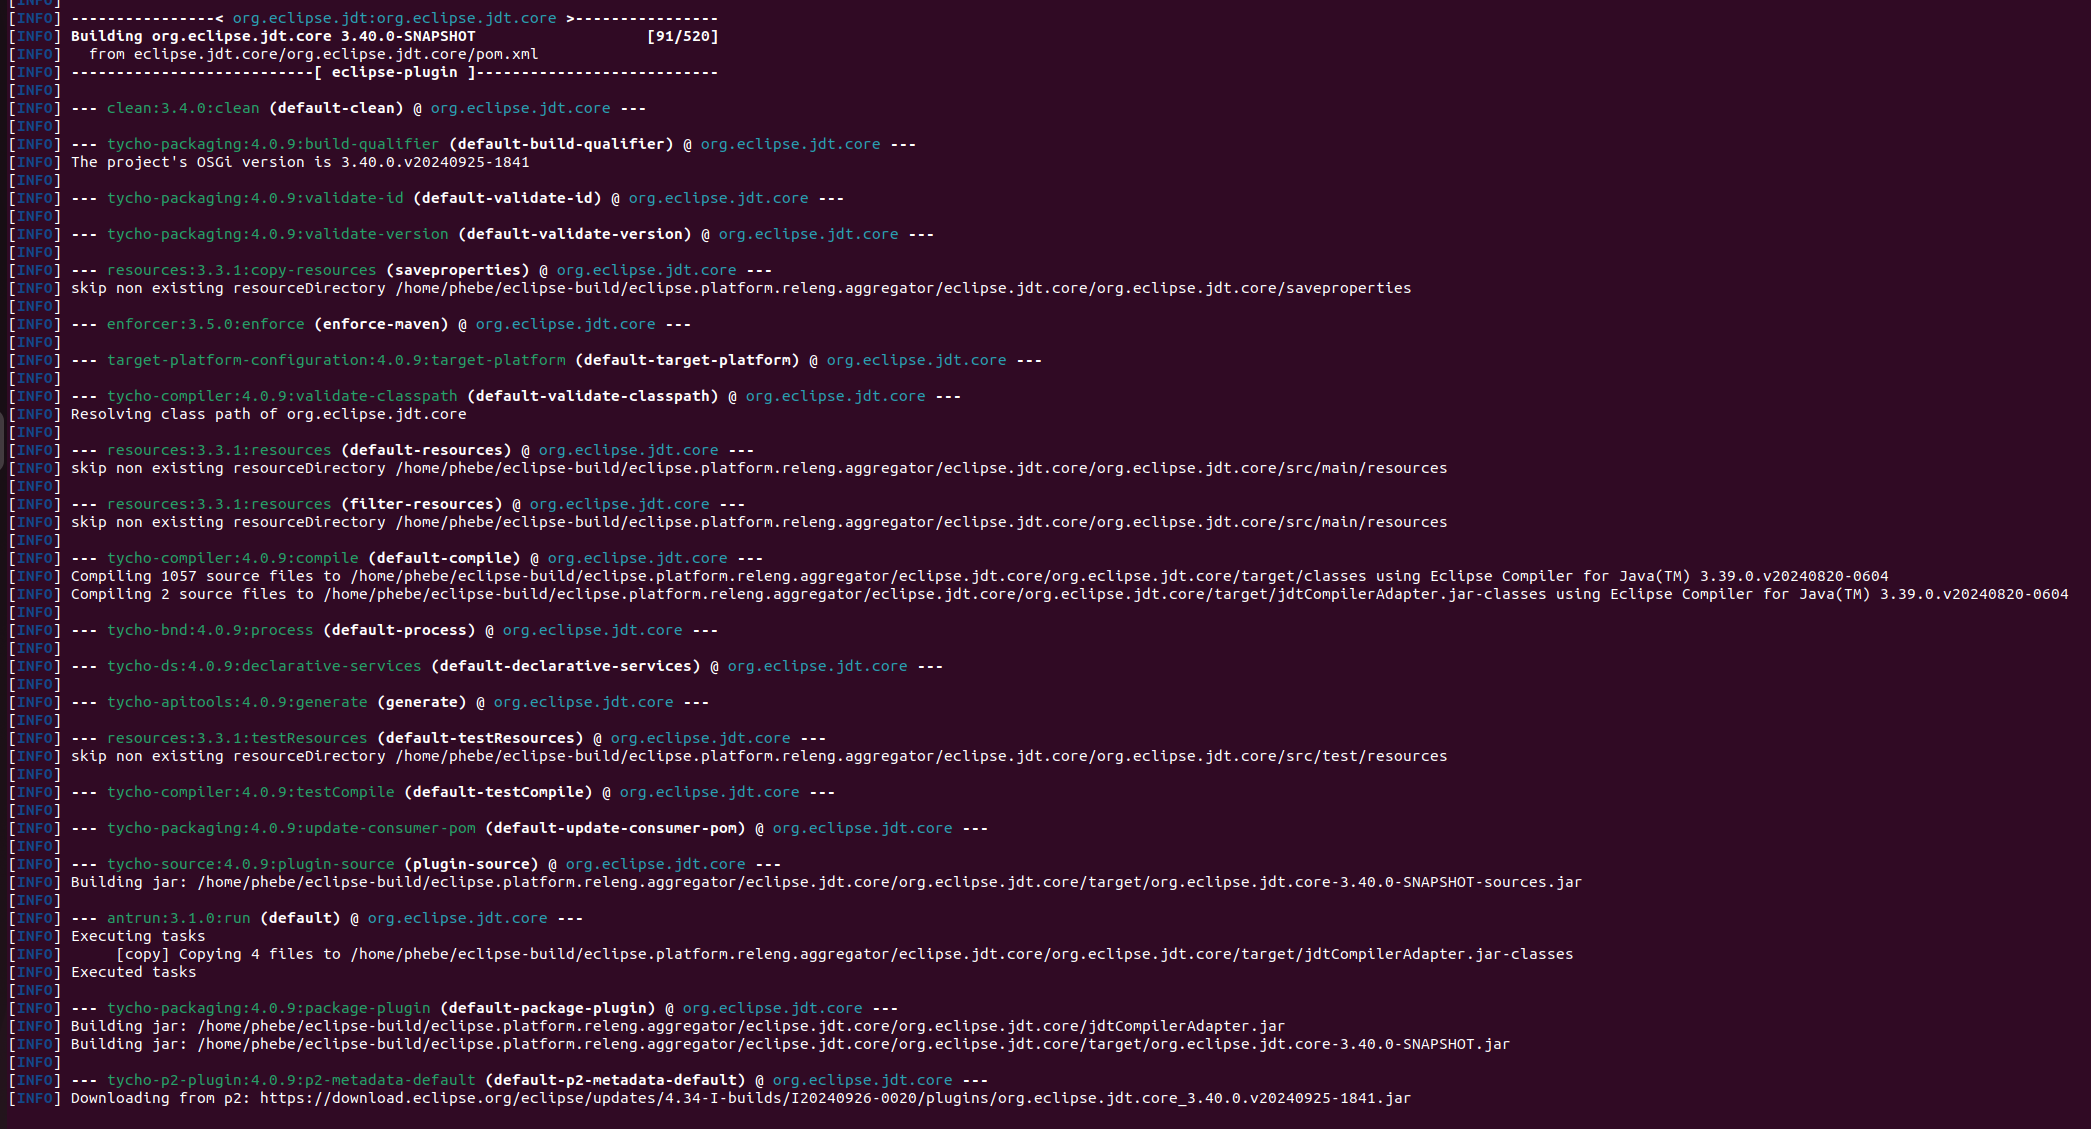 [INFO]
[INFO] ----------------< org.eclipse.jdt:org.eclipse.jdt.core >----------------
[INFO] Building org.eclipse.jdt.core 3.40.0-SNAPSHOT                   [91/520]
[INFO]   from eclipse.jdt.core/org.eclipse.jdt.core/pom.xml
[INFO] ---------------------------[ eclipse-plugin ]---------------------------
[INFO]
[INFO] --- clean:3.4.0:clean (default-clean) @ org.eclipse.jdt.core ---
[INFO]
[INFO] --- tycho-packaging:4.0.9:build-qualifier (default-build-qualifier) @ org.eclipse.jdt.core ---
[INFO] The project's OSGi version is 3.40.0.v20240925-1841
[INFO]
[INFO] --- tycho-packaging:4.0.9:validate-id (default-validate-id) @ org.eclipse.jdt.core ---
[INFO]
[INFO] --- tycho-packaging:4.0.9:validate-version (default-validate-version) @ org.eclipse.jdt.core ---
[INFO]
[INFO] --- resources:3.3.1:copy-resources (saveproperties) @ org.eclipse.jdt.core ---
[INFO] skip non existing resourceDirectory /home/phebe/eclipse-build/eclipse.platform.releng.aggregator/eclipse.jdt.core/org.eclipse.jdt.core/saveproperties
[INFO]
[INFO] --- enforcer:3.5.0:enforce (enforce-maven) @ org.eclipse.jdt.core ---
[INFO]
[INFO] --- target-platform-configuration:4.0.9:target-platform (default-target-platform) @ org.eclipse.jdt.core ---
[INFO]
[INFO] --- tycho-compiler:4.0.9:validate-classpath (default-validate-classpath) @ org.eclipse.jdt.core ---
[INFO] Resolving class path of org.eclipse.jdt.core
[INFO]
[INFO] --- resources:3.3.1:resources (default-resources) @ org.eclipse.jdt.core ---
[INFO] skip non existing resourceDirectory /home/phebe/eclipse-build/eclipse.platform.releng.aggregator/eclipse.jdt.core/org.eclipse.jdt.core/src/main/resources
[INFO]
[INFO] --- resources:3.3.1:resources (filter-resources) @ org.eclipse.jdt.core ---
[INFO] skip non existing resourceDirectory /home/phebe/eclipse-build/eclipse.platform.releng.aggregator/eclipse.jdt.core/org.eclipse.jdt.core/src/main/resources
[INFO]
[INFO] --- tycho-compiler:4.0.9:compile (default-compile) @ org.eclipse.jdt.core ---
[INFO] Compiling 1057 source files to /home/phebe/eclipse-build/eclipse.platform.releng.aggregator/eclipse.jdt.core/org.eclipse.jdt.core/target/classes using Eclipse Compiler for Java(TM) 3.39.0.v20240820-0604
[INFO] Compiling 2 source files to /home/phebe/eclipse-build/eclipse.platform.releng.aggregator/eclipse.jdt.core/org.eclipse.jdt.core/target/jdtCompilerAdapter.jar-classes using Eclipse Compiler for Java(TM) 3.39.0.v20240820-0604
[INFO]
[INFO] --- tycho-bnd:4.0.9:process (default-process) @ org.eclipse.jdt.core ---
[INFO]
[INFO] --- tycho-ds:4.0.9:declarative-services (default-declarative-services) @ org.eclipse.jdt.core ---
[INFO]
[INFO] --- tycho-apitools:4.0.9:generate (generate) @ org.eclipse.jdt.core ---
[INFO]
[INFO] --- resources:3.3.1:testResources (default-testResources) @ org.eclipse.jdt.core ---
[INFO] skip non existing resourceDirectory /home/phebe/eclipse-build/eclipse.platform.releng.aggregator/eclipse.jdt.core/org.eclipse.jdt.core/src/test/resources
[INFO]
[INFO] --- tycho-compiler:4.0.9:testCompile (default-testCompile) @ org.eclipse.jdt.core ---
[INFO]
[INFO] --- tycho-packaging:4.0.9:update-consumer-pom (default-update-consumer-pom) @ org.eclipse.jdt.core ---
[INFO]
[INFO] --- tycho-source:4.0.9:plugin-source (plugin-source) @ org.eclipse.jdt.core ---
[INFO] Building jar: /home/phebe/eclipse-build/eclipse.platform.releng.aggregator/eclipse.jdt.core/org.eclipse.jdt.core/target/org.eclipse.jdt.core-3.40.0-SNAPSHOT-sources.jar
[INFO]
[INFO] --- antrun:3.1.0:run (default) @ org.eclipse.jdt.core ---
[INFO] Executing tasks
[INFO]      [copy] Copying 4 files to /home/phebe/eclipse-build/eclipse.platform.releng.aggregator/eclipse.jdt.core/org.eclipse.jdt.core/target/jdtCompilerAdapter.jar-classes
[INFO] Executed tasks
[INFO]
[INFO] --- tycho-packaging:4.0.9:package-plugin (default-package-plugin) @ org.eclipse.jdt.core ---
[INFO] Building jar: /home/phebe/eclipse-build/eclipse.platform.releng.aggregator/eclipse.jdt.core/org.eclipse.jdt.core/jdtCompilerAdapter.jar
[INFO] Building jar: /home/phebe/eclipse-build/eclipse.platform.releng.aggregator/eclipse.jdt.core/org.eclipse.jdt.core/target/org.eclipse.jdt.core-3.40.0-SNAPSHOT.jar
[INFO]
[INFO] --- tycho-p2-plugin:4.0.9:p2-metadata-default (default-p2-metadata-default) @ org.eclipse.jdt.core ---
[INFO] Downloading from p2: https://download.eclipse.org/eclipse/updates/4.34-I-builds/I20240926-0020/plugins/org.eclipse.jdt.core_3.40.0.v20240925-1841.jar